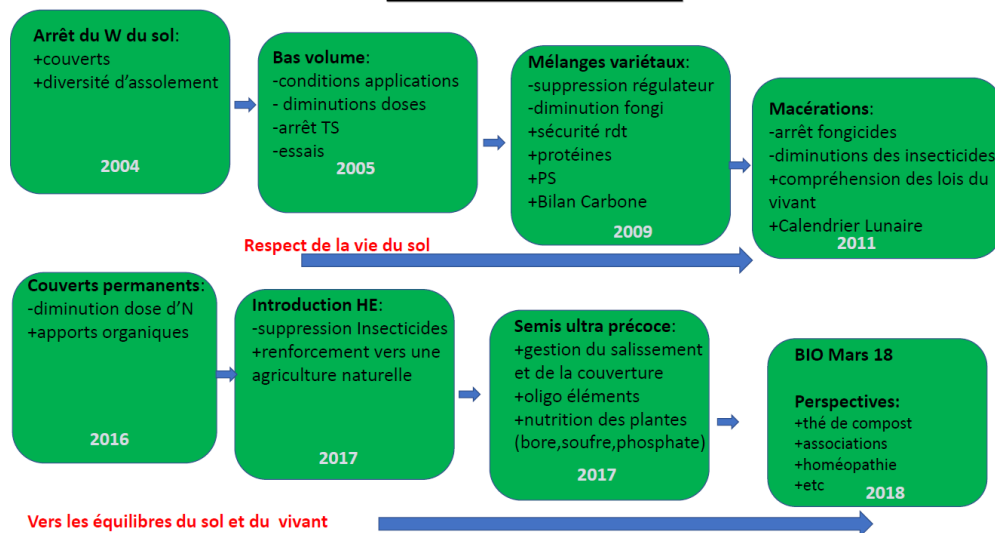 Arrêt du W du sol:
+couverts
+diversité d’assolement
2004
Bas volume:
-conditions applications
- diminutions doses
-arrêt TS
-essais
2005
Mélanges variétaux:
-suppression régulateur
-diminution fongi
+sécurité rdt
+protéines
+PS
+Bilan Carbone
2009
Macérations:
-arrêt fongicides
-diminutions des insecticides
+compréhension des lois du
vivant
+Calendrier Lunaire
2011
Respect de la vie du sol
Couverts permanents:
-diminution dose d’N
+apports organiques
2016
Introduction HE:
-suppression Insecticides
+renforcement vers une
agriculture naturelle
2017
Semis ultra précoce:
+gestion du salissement
et de la couverture
+oligo éléments
+nutrition des plantes
(bore,soufre,phosphate)
2017
BIO Mars 18
Perspectives:
+thé de compost
+associations
+homéopathie
+etc
2018
Vers les équilibres du sol et du vivant